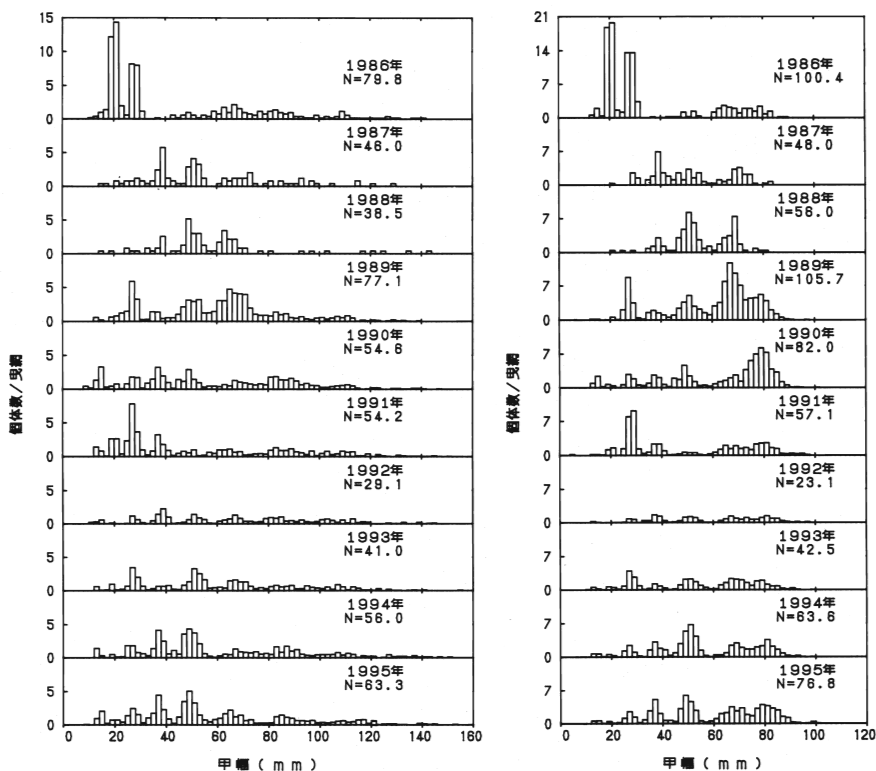 個体数/曳網
15
10
5
0
1986年
N=79.8
5
0
1987年
N=46.0
5
0
1988年
N=38.5
5
0
1989年
N=77.1
5
0
1990年
N=54.6
5
0
1991年
N=54.2
5
0
1992年
N=29.1
5
0
1993年
N=41.0
5
0
1994年
N=56.0
5
0
1995年
N=63.3
0 20 40 60 80 100 120 140 160
甲幅(mm)
個体数/曳網
21
14
7
0
1986年
N=100.4
7
0
1987年
N=48.0
7
0
1988年
N=56.0
7
0
1989年
N=105.7
7
0
1990年
N=82.0
7
0
1991年
N=57.1
7
0
1992年
N=23.1
7
0
1993年
N=42.5
7
0
1994年
N=63.6
7
0
1995年
N=76.8
0 20 40 60 80 100 120
甲幅(mm)